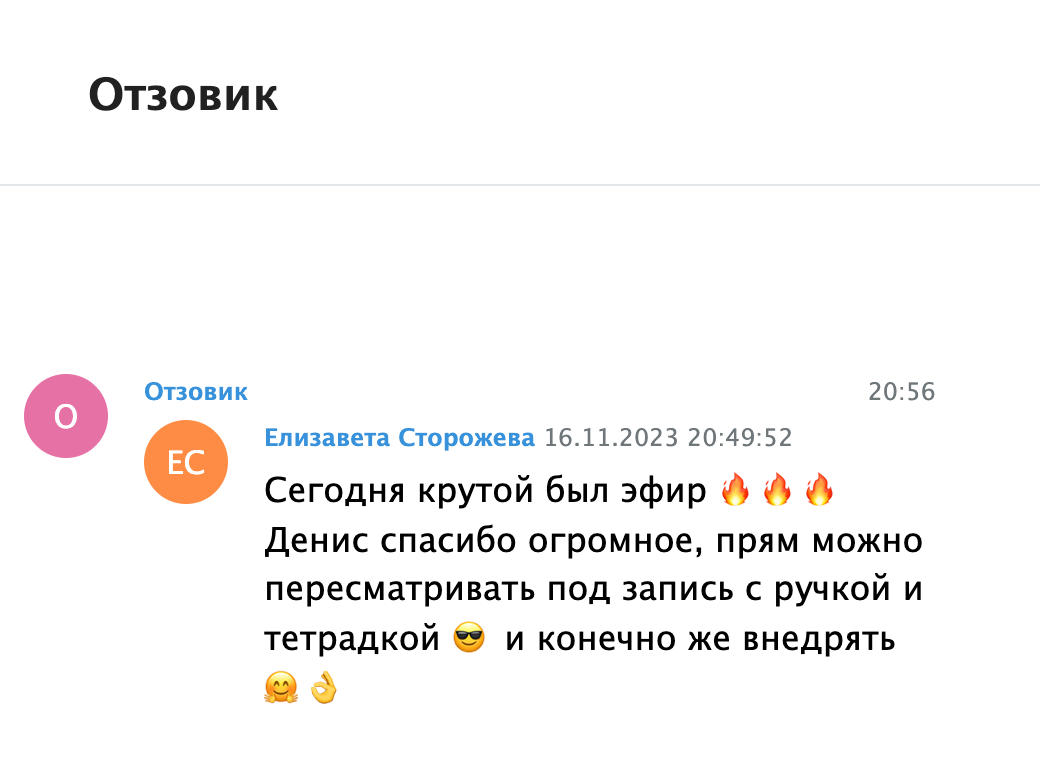 Отзовик
О
Отзовик 20:56
ЕС
Елизавета Сторожева 16.11.2023 20:49:52
Сегодня крутой был эфир 🔥 🔥 🔥
Денис спасибо огромное, прям можно
пересматривать под запись с ручкой и
тетрадкой 😎 и конечно же внедрять
🤗 👌